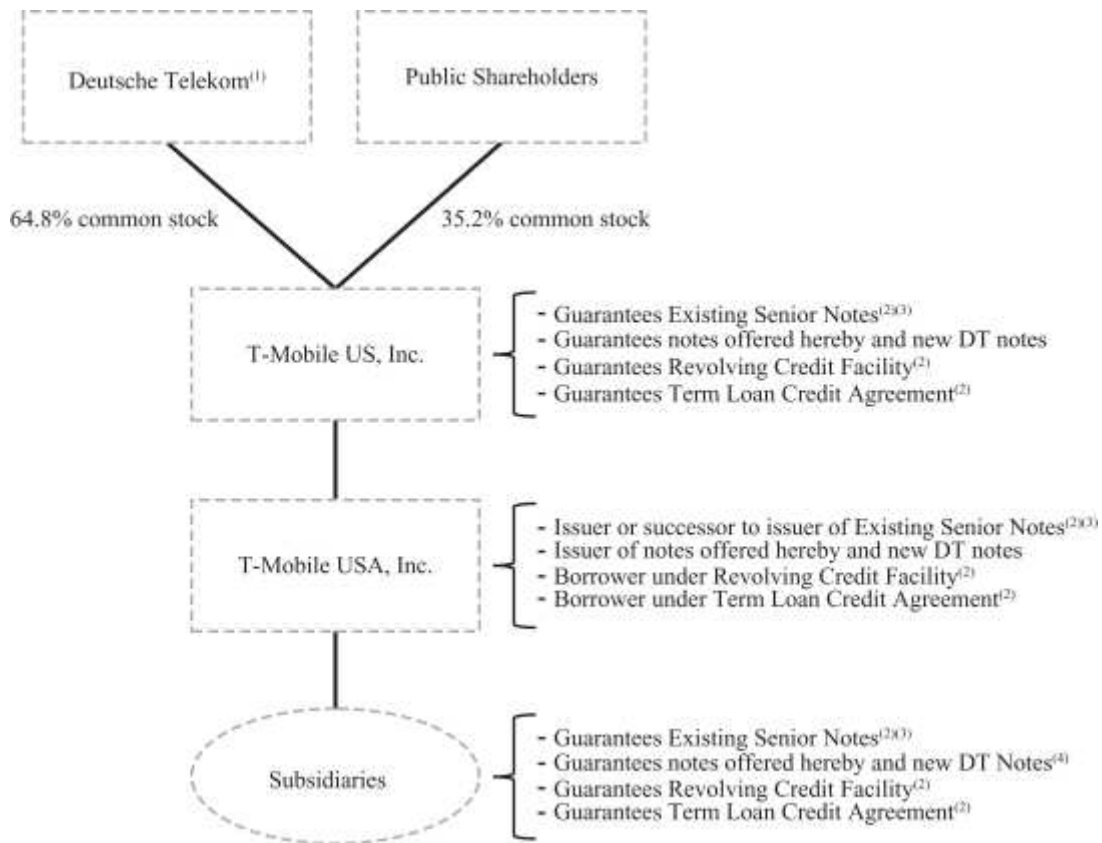 Deutsche Telekom(1)
Public Shareholders
64.8% common stock
35.2% common stock
T-Mobile US, Inc.
- Guarantees Existing Senior Notes(2)(3)
- Guarantees notes offered hereby and new DT notes
- Guarantees Revolving Credit Facility(2)
- Guarantees Term Loan Credit Agreement(2)
T-Mobile USA, Inc.
- Issuer or successor to issuer of Existing Senior Notes(2)(3)
- Issuer of notes offered hereby and new DT notes
- Borrower under Revolving Credit Facility(2)
- Borrower under Term Loan Credit Agreement(2)
Subsidiaries
- Guarantees Existing Senior Notes(2)(3)
- Guarantees notes offered hereby and new DT Notes(4)
- Guarantees Revolving Credit Facility(2)
- Guarantees Term Loan Credit Agreement(2)